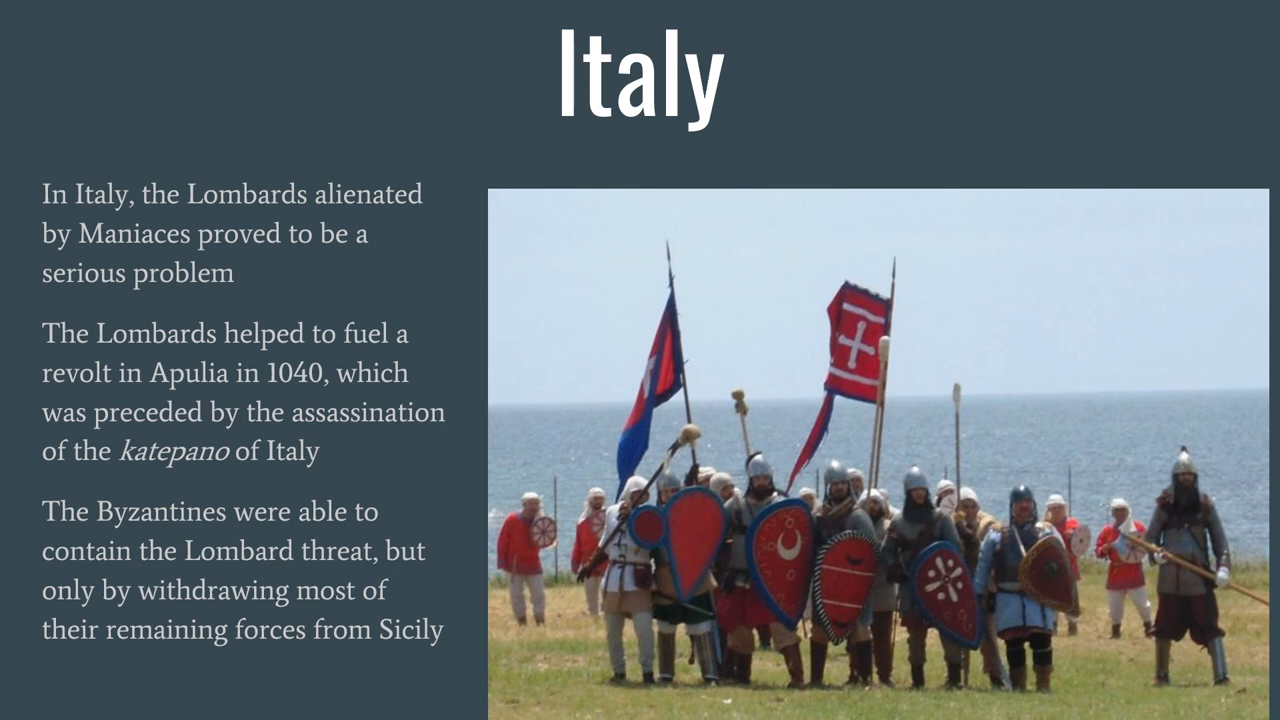 Italy
In Italy, the Lombards alienated
by Maniaces proved to be a
serious problem
The Lombards helped to fuel a
revolt in Apulia in 1040, which
was preceded by the assassination
of the katepano of Italy
The Byzantines were able to
contain the Lombard threat, but
only by withdrawing most of
their remaining forces from Sicily